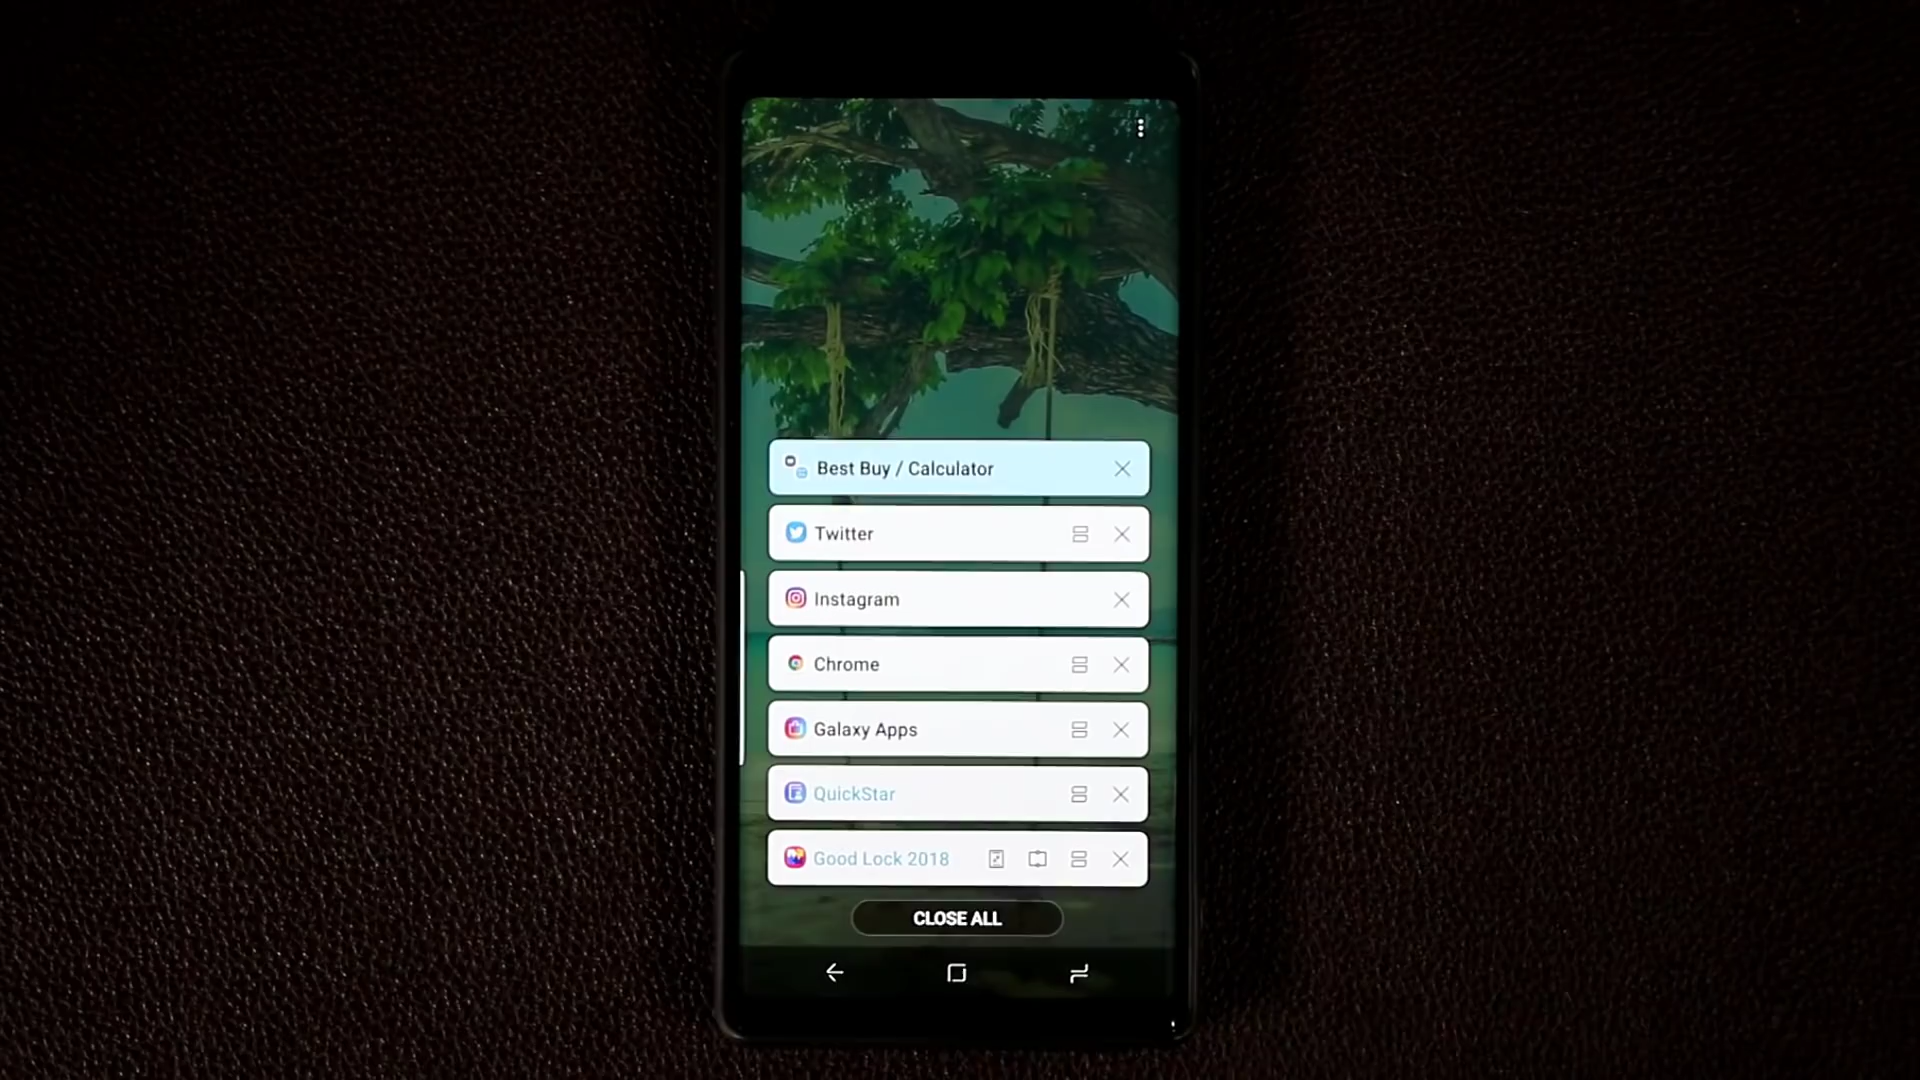 Best Buy / Calculator
Twitter
Instagram
Chrome
Galaxy Apps
QuickStar
Good Lock 2018
CLOSE ALL